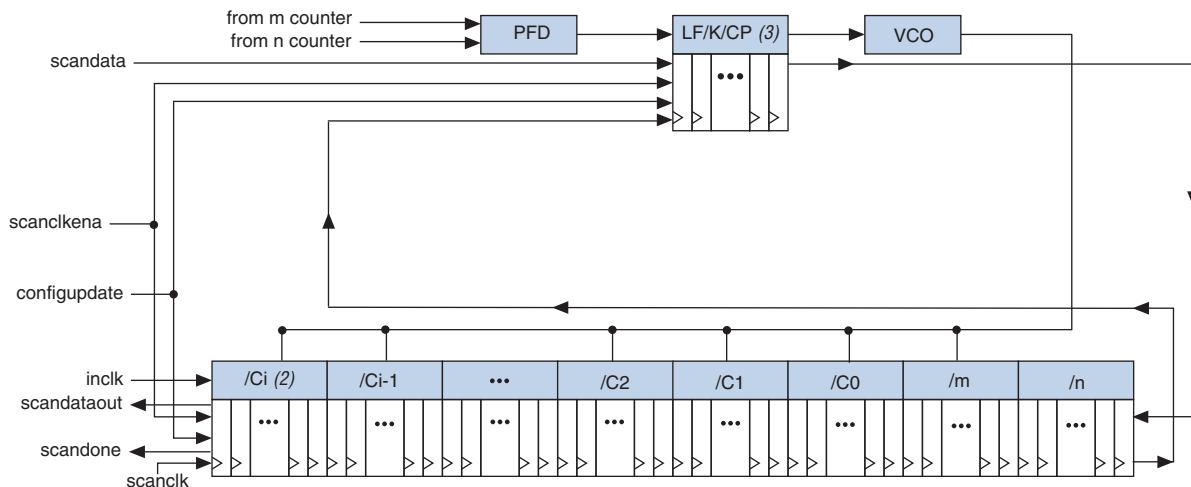 from m counter
from n counter
PFD
LF/K/CP (3)
VCO
scandata
•••
scanclkena
configupdate
inclk
/Ci (2)
/Ci-1
•••
/C2
/C1
/C0
/m
/n
scandataout
•••
•••
•••
•••
•••
•••
•••
•••
scandone
scanclk